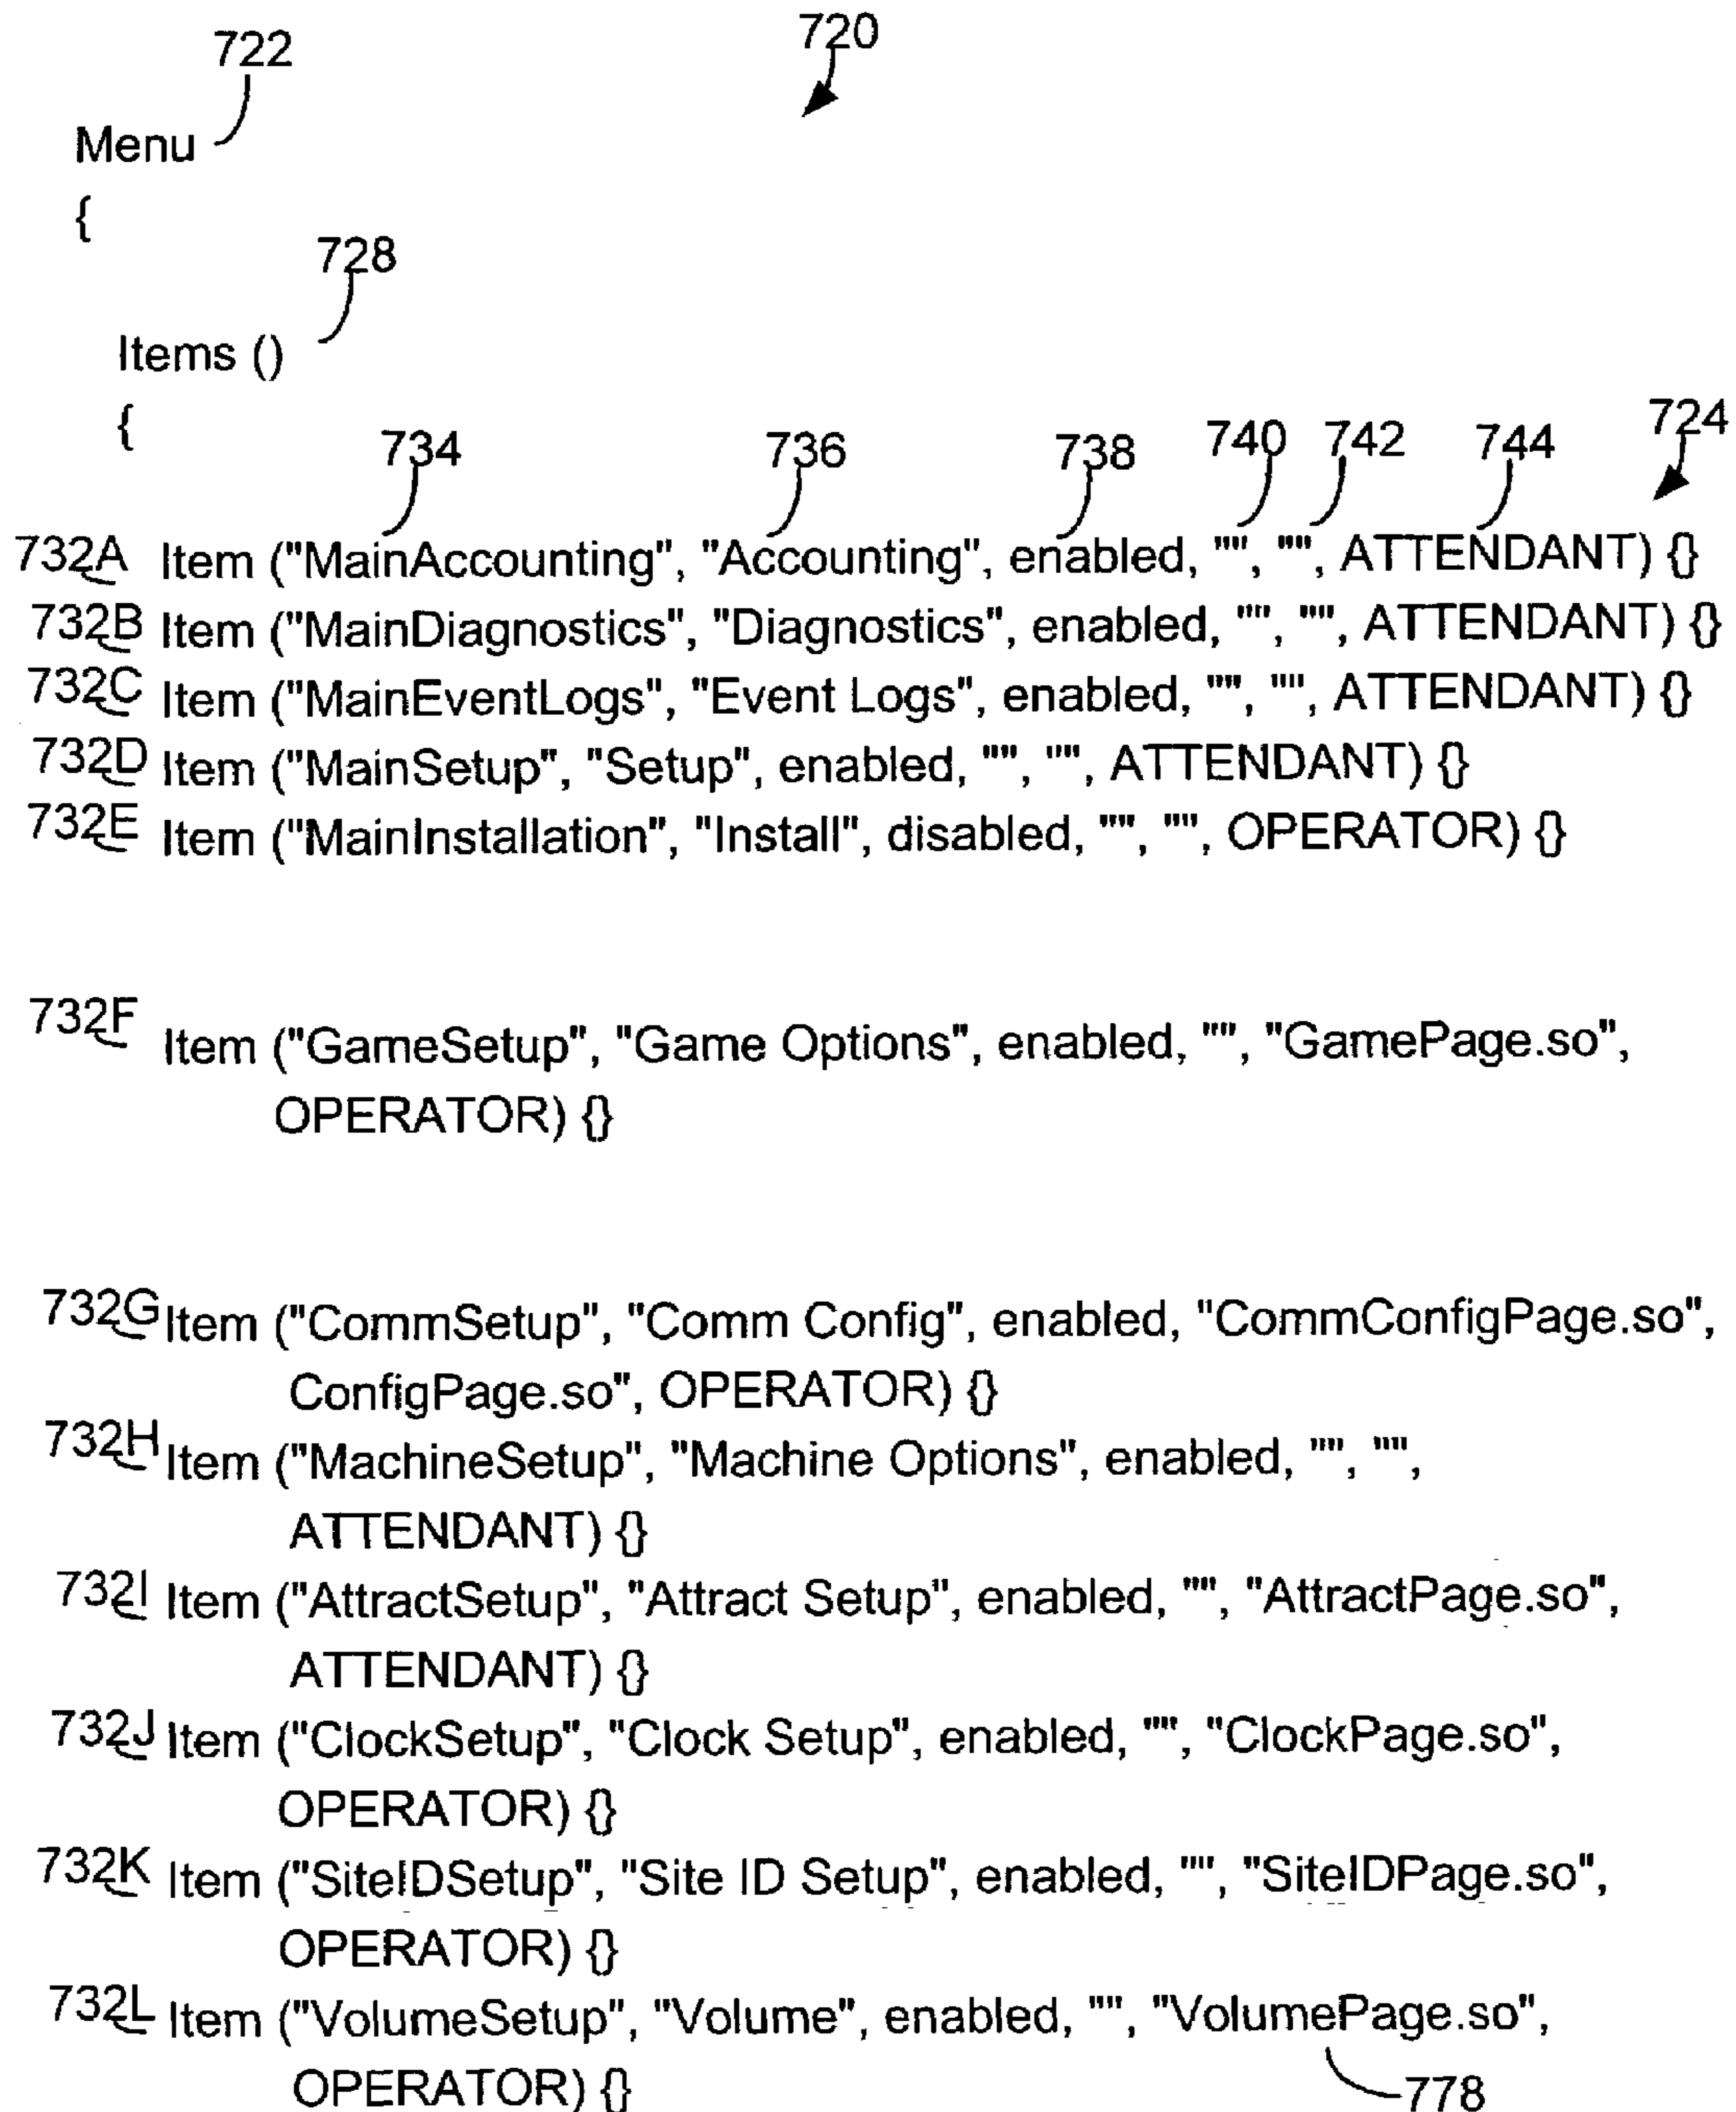 722
720
Menu
{
728
Items ()
{
734 736 738 740 742 744 724
732A Item ("MainAccounting", "Accounting", enabled, "", "", ATTENDANT) {}
732B Item ("MainDiagnostics", "Diagnostics", enabled, "", "", ATTENDANT) {}
732C Item ("MainEventLogs", "Event Logs", enabled, "", "", ATTENDANT) {}
732D Item ("MainSetup", "Setup", enabled, "", "", ATTENDANT) {}
732E Item ("MainInstallation", "Install", disabled, "", "", OPERATOR) {}
732F Item ("GameSetup", "Game Options", enabled, "", "GamePage.so",
OPERATOR) {}
732G Item ("CommSetup", "Comm Config", enabled, "CommConfigPage.so",
ConfigPage.so", OPERATOR) {}
732H Item ("MachineSetup", "Machine Options", enabled, "", "",
ATTENDANT) {}
732I Item ("AttractSetup", "Attract Setup", enabled, "", "AttractPage.so",
ATTENDANT) {}
732J Item ("ClockSetup", "Clock Setup", enabled, "", "ClockPage.so",
OPERATOR) {}
732K Item ("SiteIDSetup", "Site ID Setup", enabled, "", "SiteIDPage.so",
OPERATOR) {}
732L Item ("VolumeSetup", "Volume", enabled, "", "VolumePage.so",
OPERATOR) {}
778